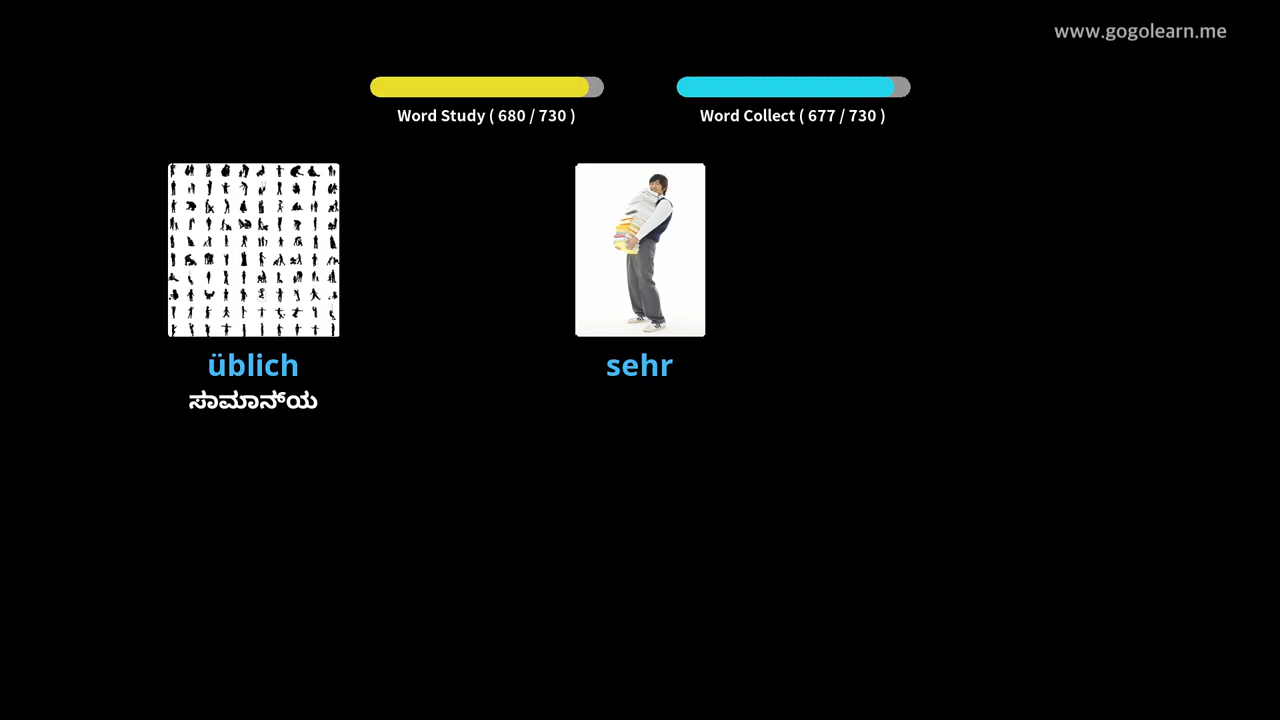 www.gogolearn.me
Word Study ( 680 / 730 )
Word Collect ( 677 / 730 )
üblich
ಸಾಮಾನ್ಯ
sehr